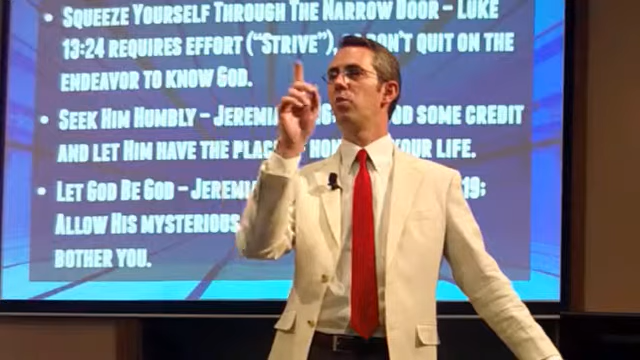 • Squeeze Yourself Through The Narrow Door – Luke
13:24 requires effort ("Strive"), don't quit on the
endeavor to know God.
• Seek Him Humbly – Jeremi some credit
and let Him have the place your life.
• Let God Be God – Jeremia 19;
Allow His mysterious
bother you.